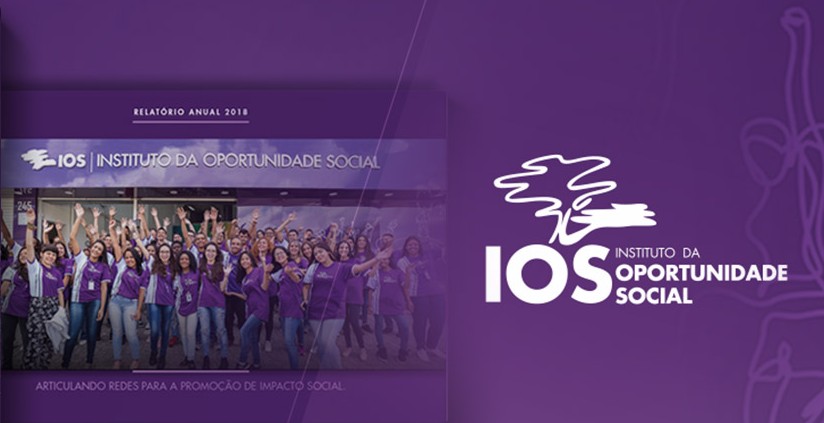 RELATÓRIO ANUAL 2018
IOS | INSTITUTO DA OPORTUNIDADE SOCIAL
245
ARTICULANDO REDES PARA A PROMOÇÃO DE IMPACTO SOCIAL.
IOS INSTITUTO DA
OPORTUNIDADE
SOCIAL